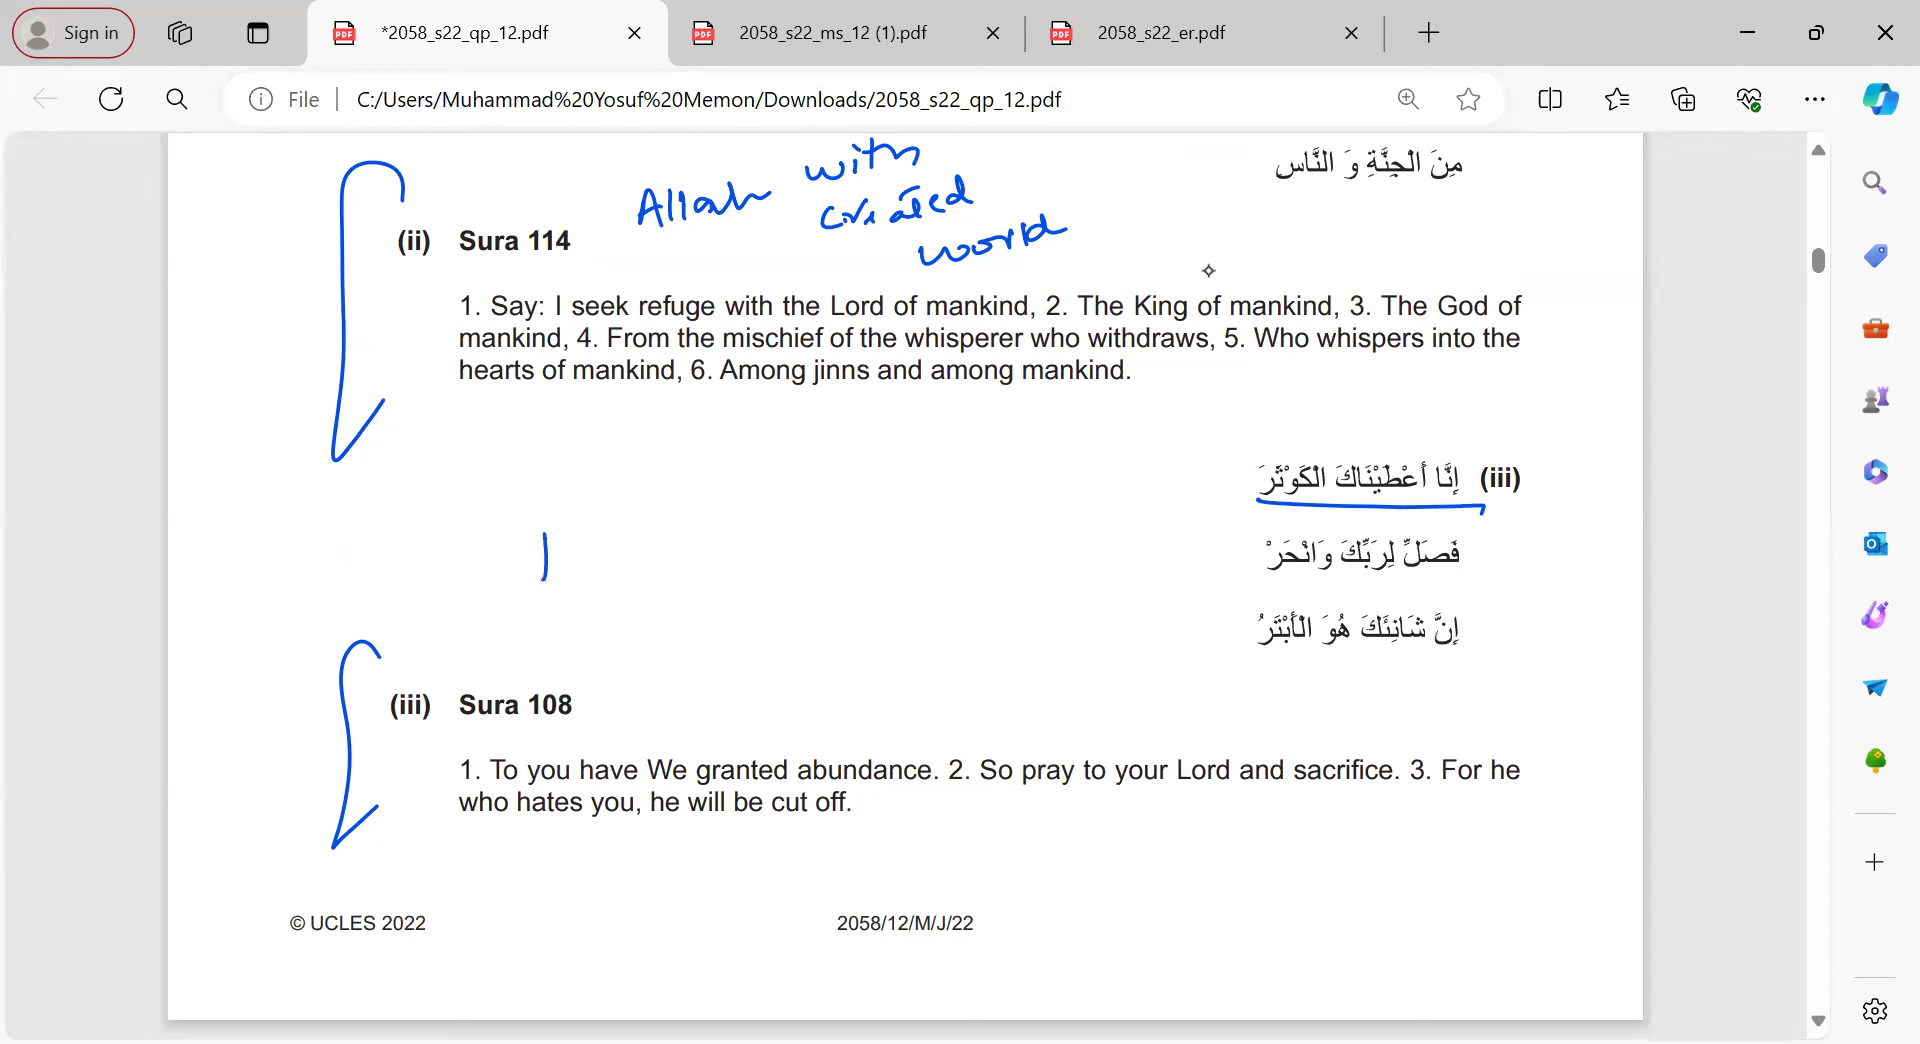 Sign in
*2058_s22_qp_12.pdf
2058_s22_ms_12 (1).pdf
2058_s22_er.pdf
File
C:/Users/Muhammad%20Yosuf%20Memon/Downloads/2058_s22_qp_12.pdf
مِنَ الْجِنَّةِ وَ النَّاس
Allah with
created
world
(ii) Sura 114
1. Say: I seek refuge with the Lord of mankind, 2. The King of mankind, 3. The God of
mankind, 4. From the mischief of the whisperer who withdraws, 5. Who whispers into the
hearts of mankind, 6. Among jinns and among mankind.
(iii) إِنَّا أَعْطَيْنَاكَ الْكَوْثَرَ
فَصَلِّ لِرَبِّكَ وَانْحَرْ
إِنَّ شَانِئَكَ هُوَ الْأَبْتَرُ
(iii) Sura 108
1. To you have We granted abundance. 2. So pray to your Lord and sacrifice. 3. For he
who hates you, he will be cut off.
© UCLES 2022
2058/12/M/J/22